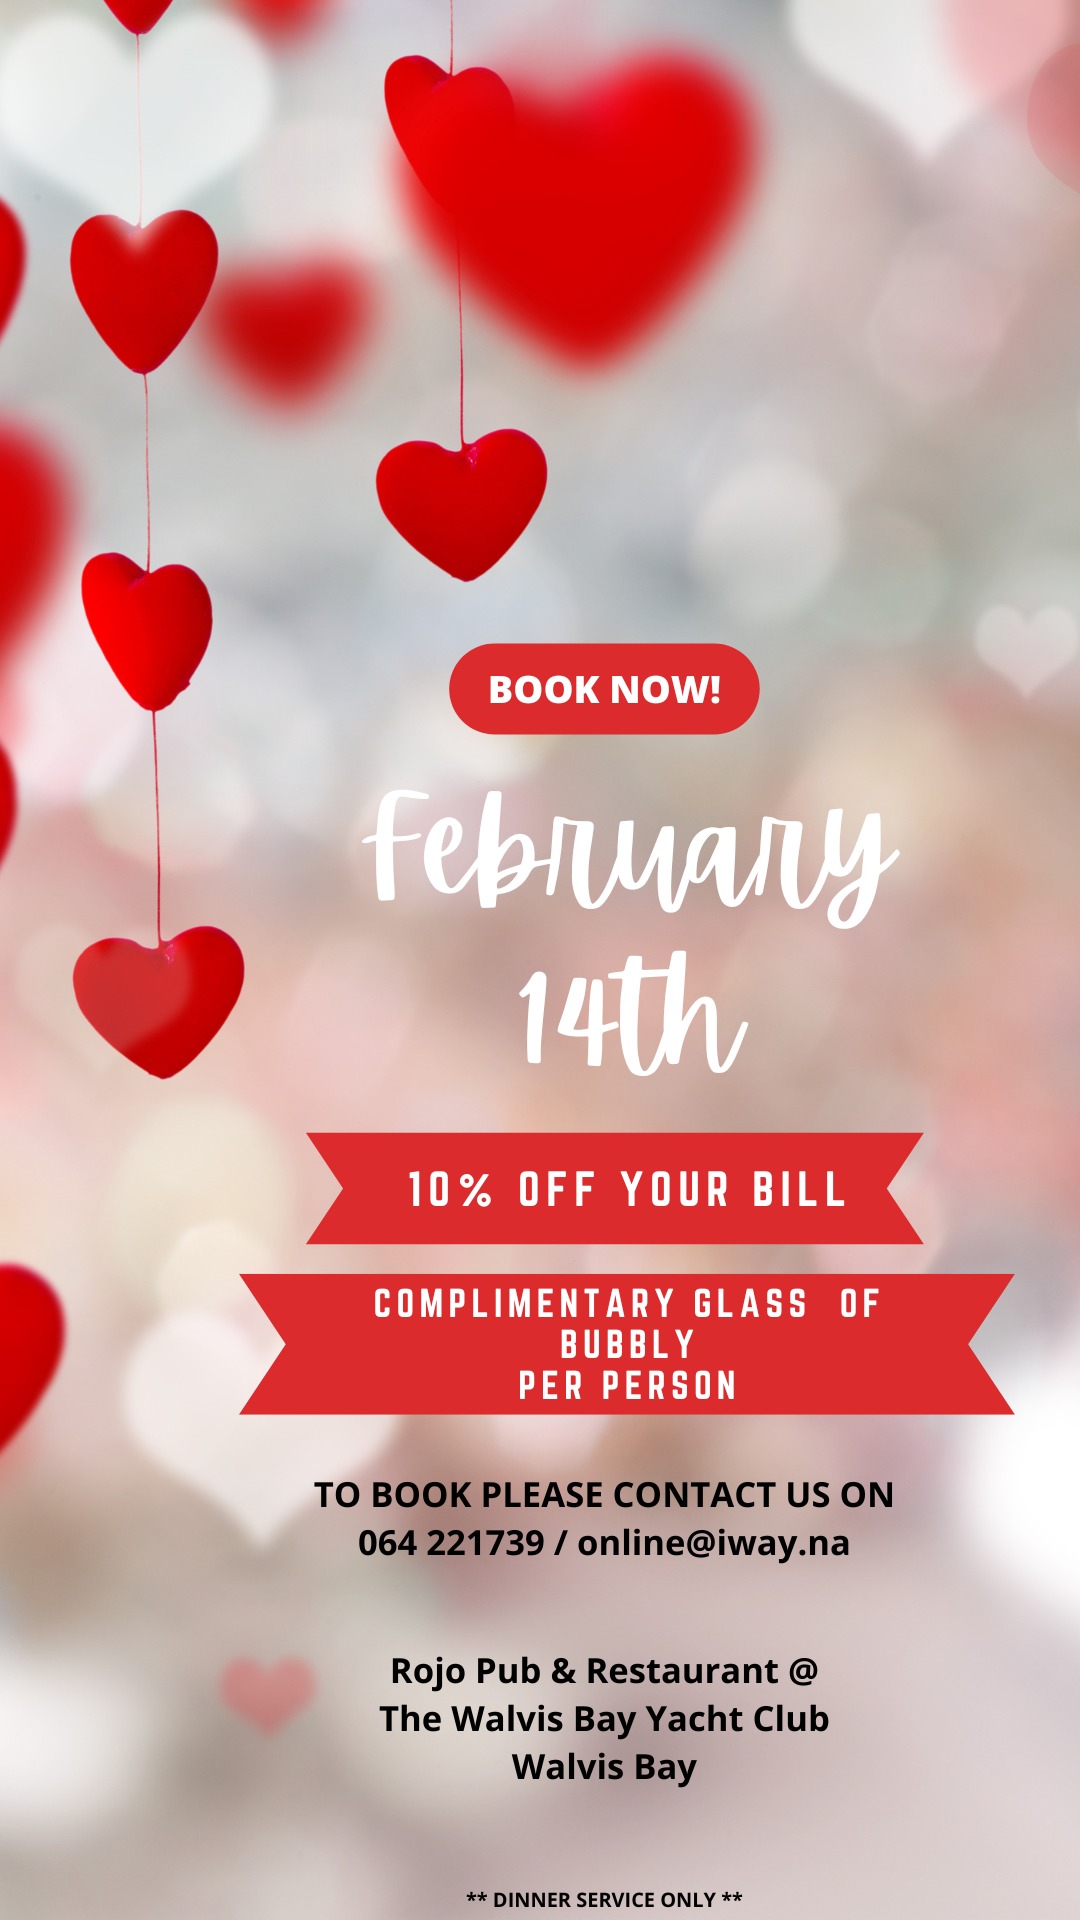 BOOK NOW!
February
14th
10% OFF YOUR BILL
COMPLIMENTARY GLASS OF
BUBBLY
PER PERSON
TO BOOK PLEASE CONTACT US ON
064 221739 / online@iway.na
Rojo Pub & Restaurant @
The Walvis Bay Yacht Club
Walvis Bay
** DINNER SERVICE ONLY **